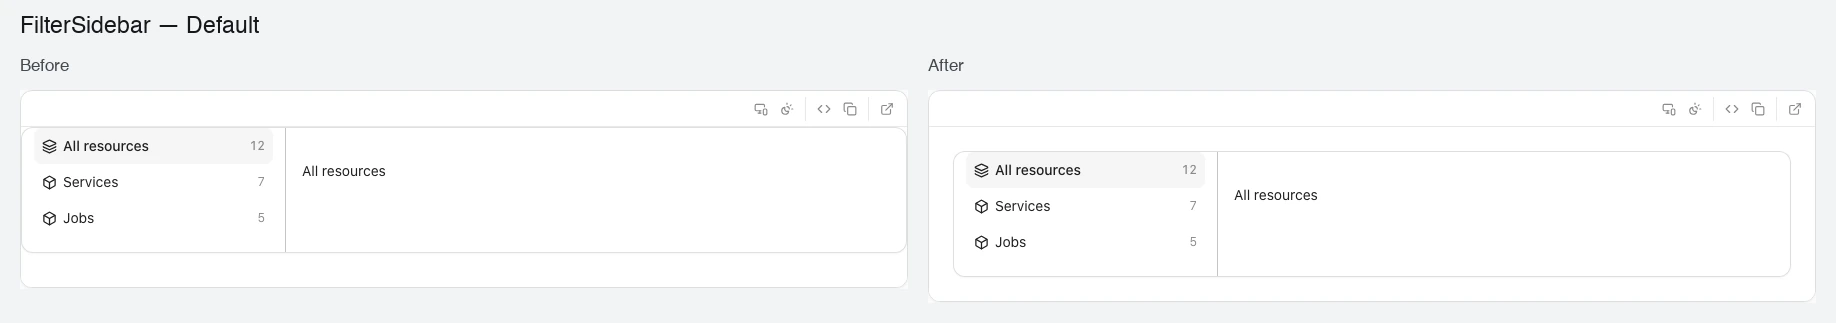 FilterSidebar — Default
Before
All resources 12
Services 7
Jobs 5
All resources
After
All resources 12
Services 7
Jobs 5
All resources